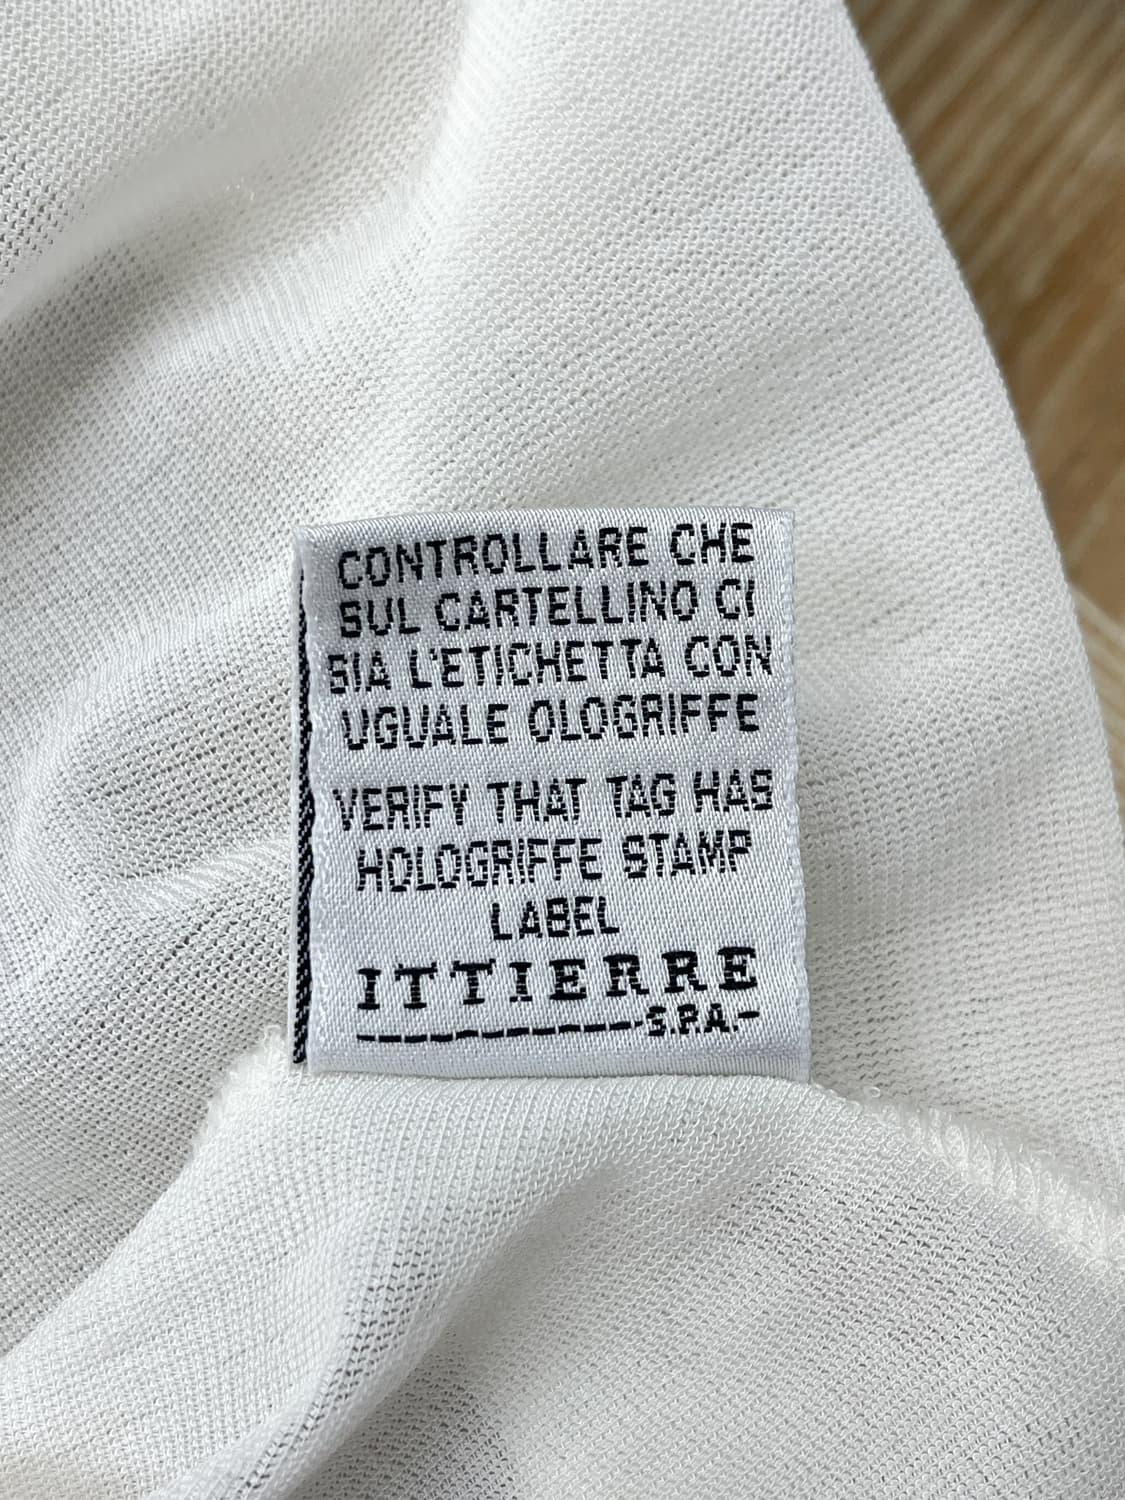 CONTROLLARE CHE
SUL CARTELLINO CI
SIA L'ETICHETTA CON
UGUALE OLOGRIFFE
VERIFY THAT TAG HAS
HOLOGRIFFE STAMP
LABEL
ITTIERRE
S.P.A.